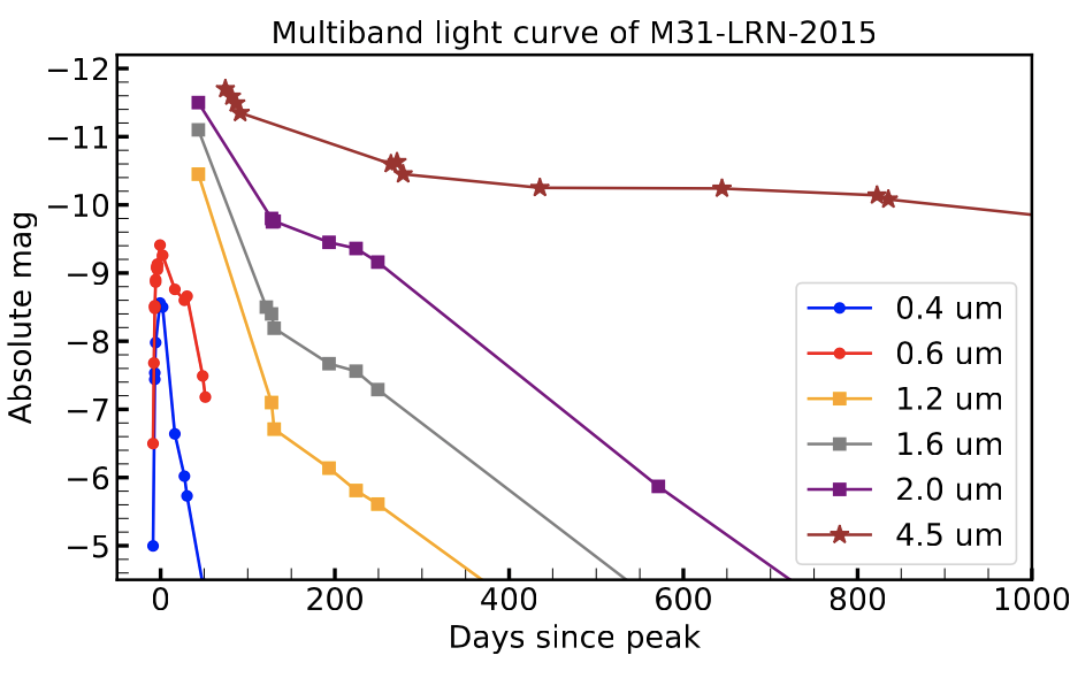 Multiband light curve of M31-LRN-2015
Absolute mag
−12
−11
−10
−9
−8
−7
−6
−5
0.4 um
0.6 um
1.2 um
1.6 um
2.0 um
4.5 um
0 200 400 600 800 1000
Days since peak